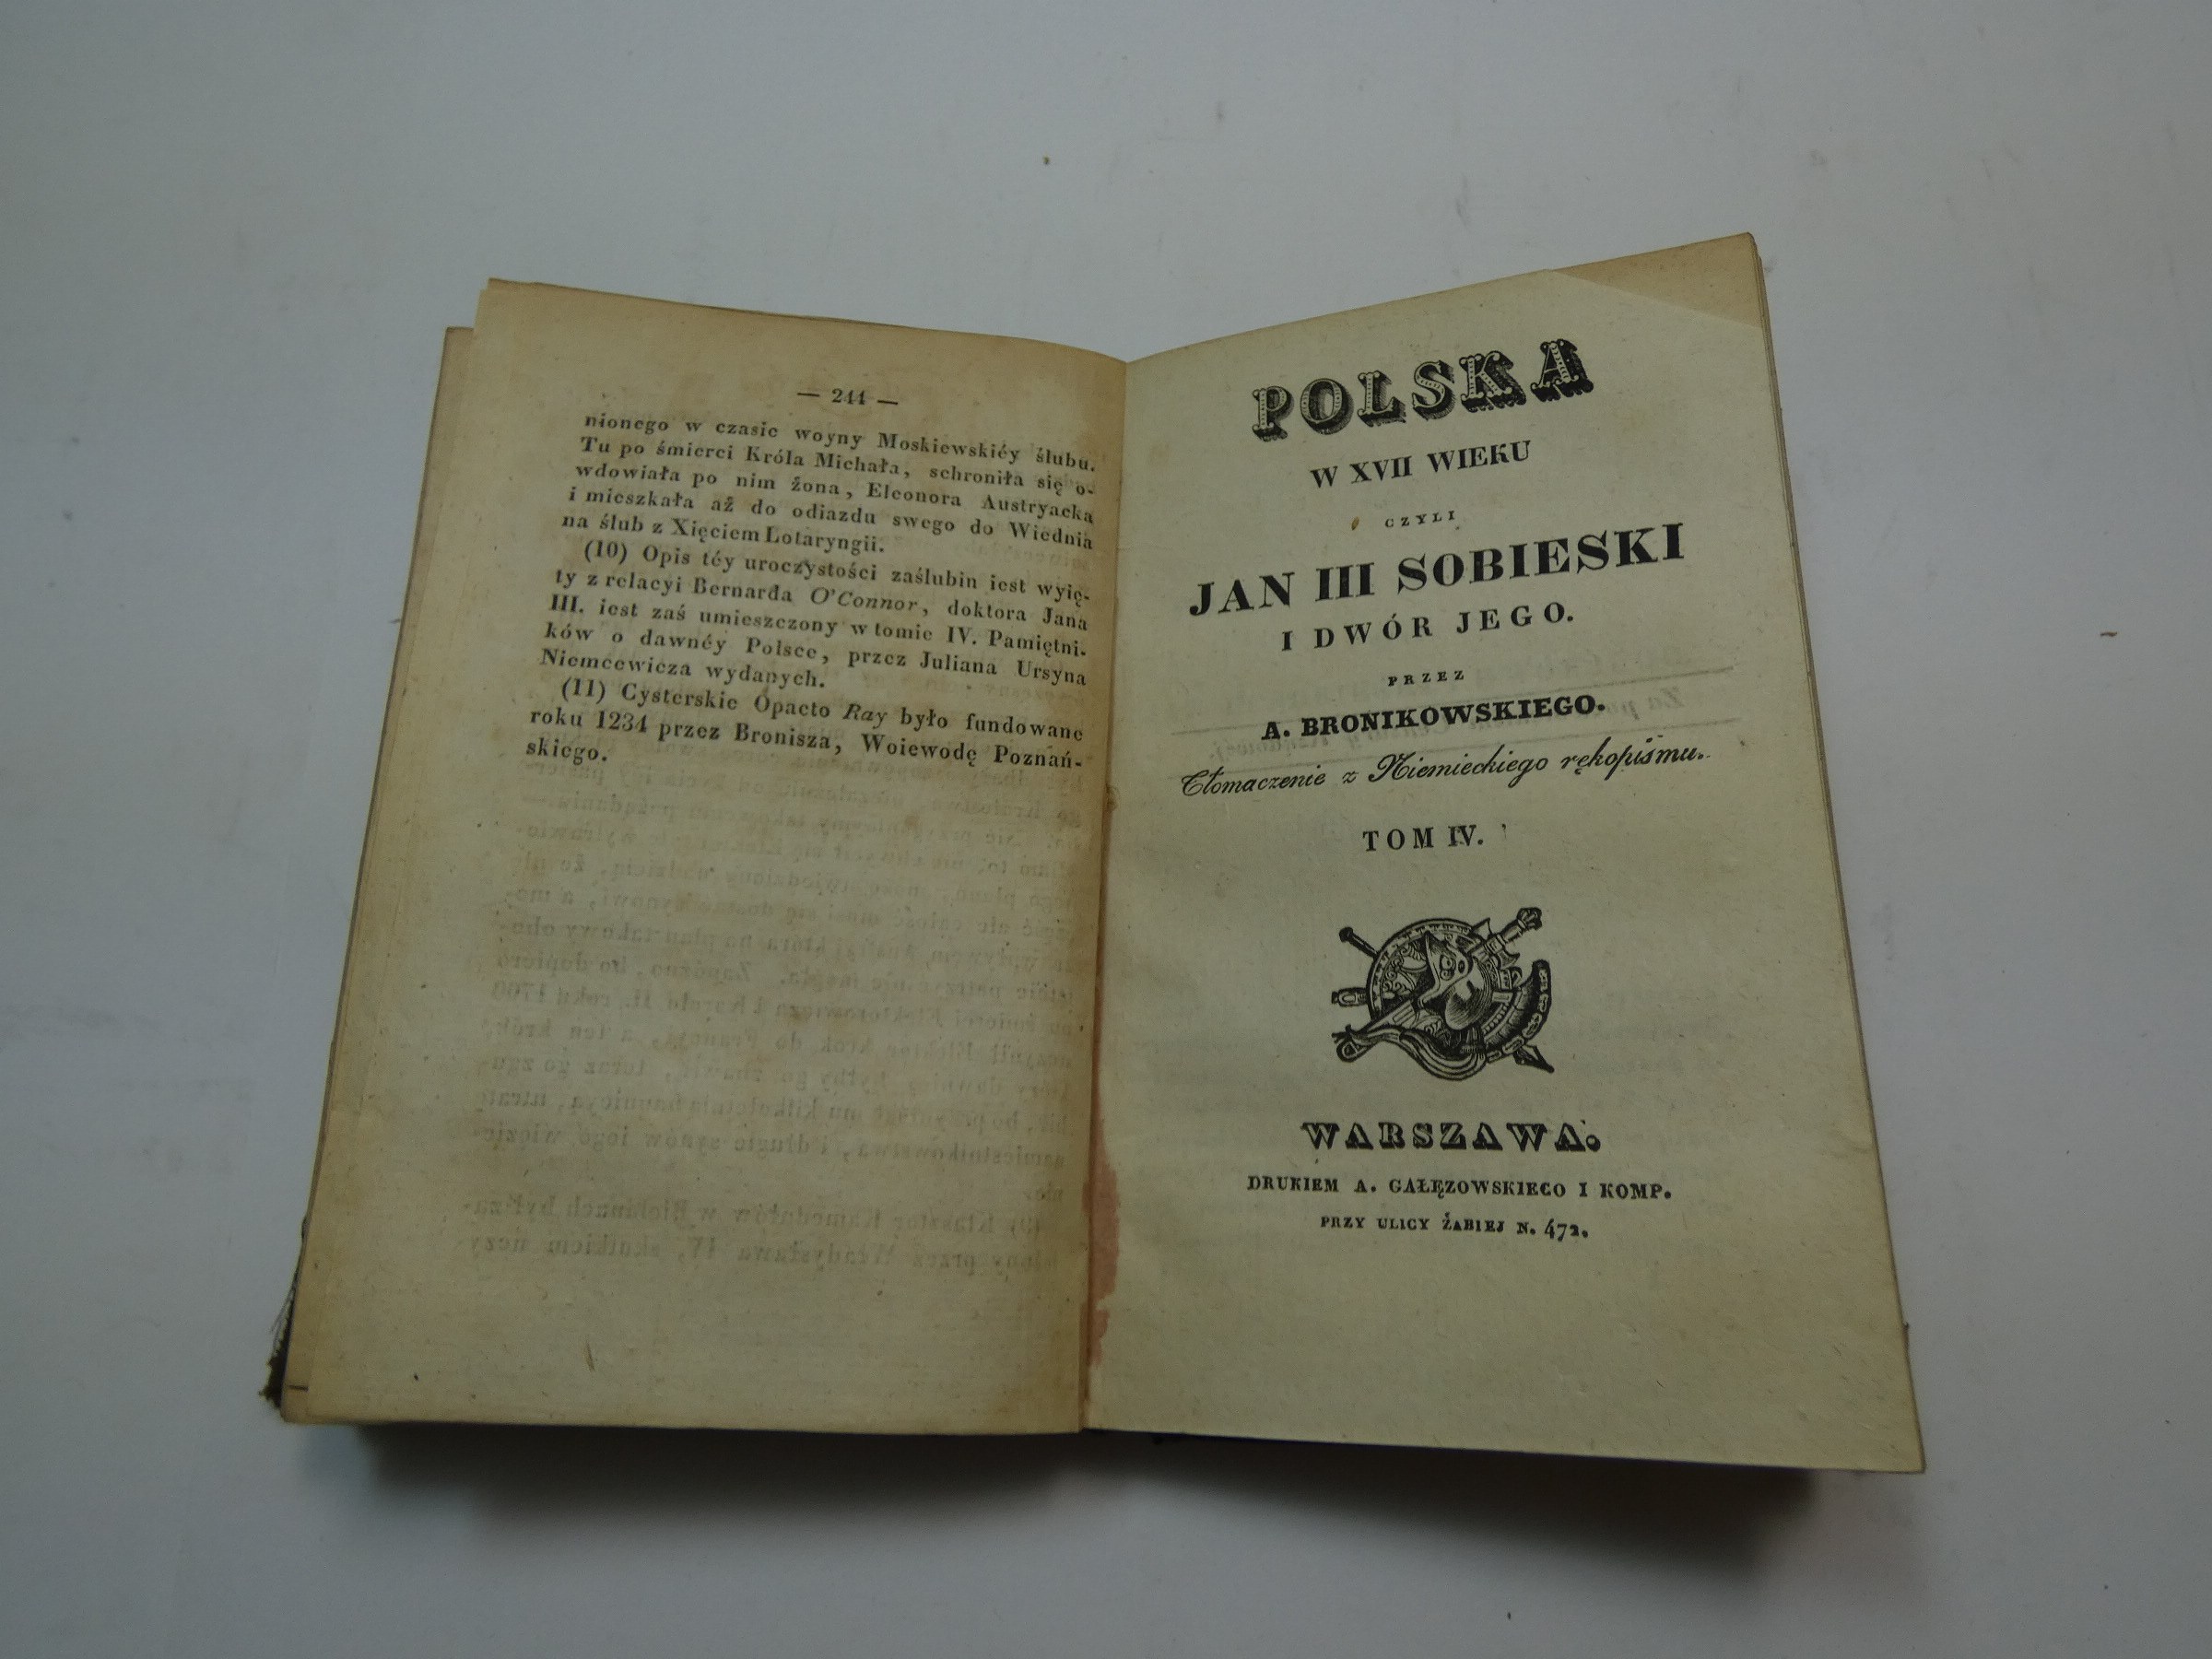 — 244 —
nionego w czasie woyny Moskiewskiéy ślubu.
Tu po śmierci Króla Michała, schroniła się o-
wdowiała po nim żona, Eleonora Austryacka
i mieszkała aż do odiazdu swego do Wiednia
na ślub z Xięciem Lotaryngii.
(10) Opis téy uroczystości zaślubin iest wyię-
ty z relacyi Bernarda O'Connor, doktora Jana
III. iest zaś umieszczony w tomie IV. Pamiętni-
ków o dawnéy Polsce, przez Juliana Ursyna
Niemcewicza wydanych.
(11) Cysterskie Opacto Ray było fundowane
roku 1234 przez Bronisza, Woiewodę Poznań-
skiego.
POLSKA
W XVII WIEKU
CZYLI
JAN III SOBIESKI
I DWÓR JEGO.
PRZEZ
A. BRONIKOWSKIEGO.
Tłomaczenie z Niemieckiego rękopismu.
TOM IV.
WARSZAWA.
DRUKIEM A. GAŁĘZOWSKIEGO I KOMP.
PRZY ULICY ŻABIEJ N. 472.